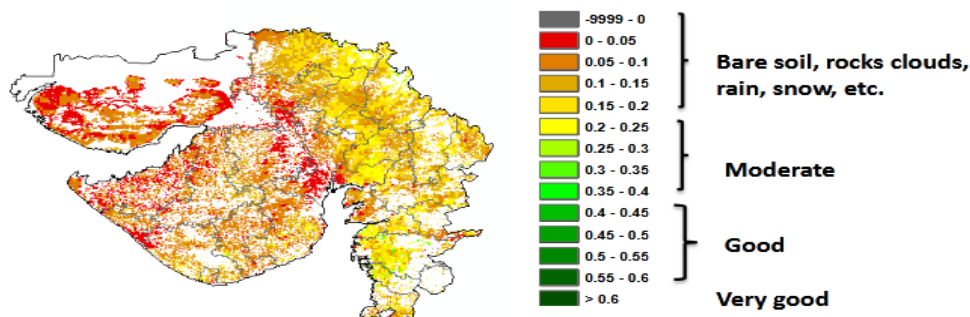 -9999 - 0
0 - 0.05
0.05 - 0.1
0.1 - 0.15
0.15 - 0.2
0.2 - 0.25
0.25 - 0.3
0.3 - 0.35
0.35 - 0.4
0.4 - 0.45
0.45 - 0.5
0.5 - 0.55
0.55 - 0.6
> 0.6
Bare soil, rocks clouds,
rain, snow, etc.
Moderate
Good
Very good